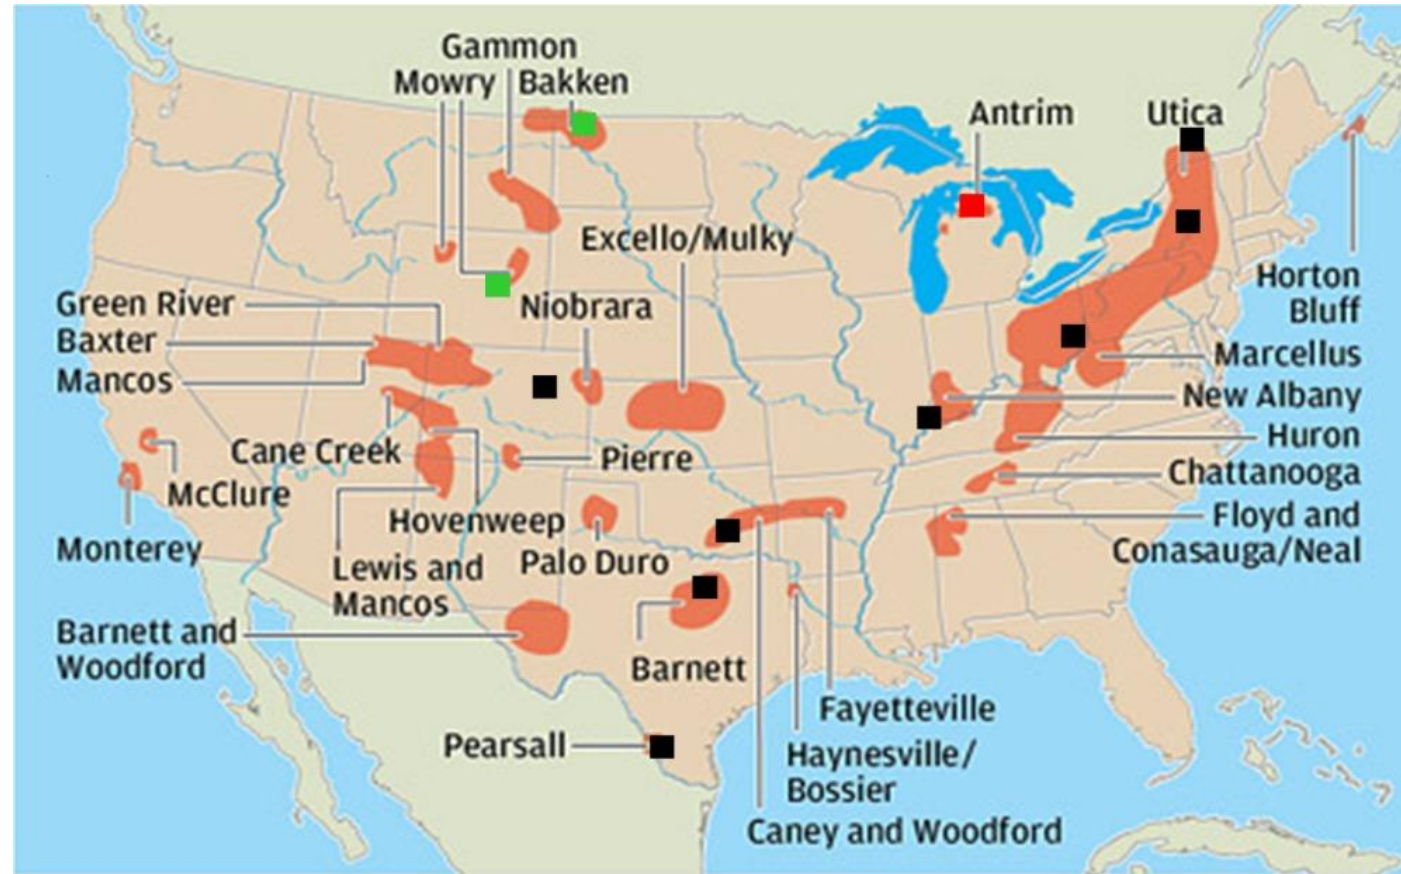 Gammon
Mowry
Bakken
Antrim
Utica
Excello/Mulky
Horton
Bluff
Green River
Niobrara
Baxter
Marcellus
Mancos
New Albany
Huron
Cane Creek
Pierre
Chattanooga
McClure
Hovenweep
Floyd and
Conasauga/Neal
Monterey
Palo Duro
Lewis and
Mancos
Barnett and
Woodford
Barnett
Fayetteville
Pearsall
Haynesville/
Bossier
Caney and Woodford